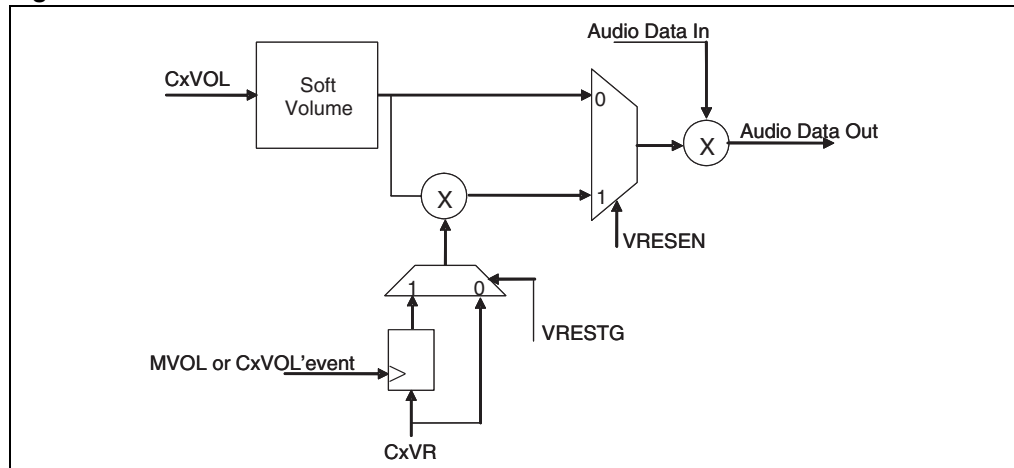 Audio Data In
CxVOL
Soft
Volume
0
X
Audio Data Out
X
1
VRESEN
1
0
VRESTG
MVOL or CxVOL'event
CxVR